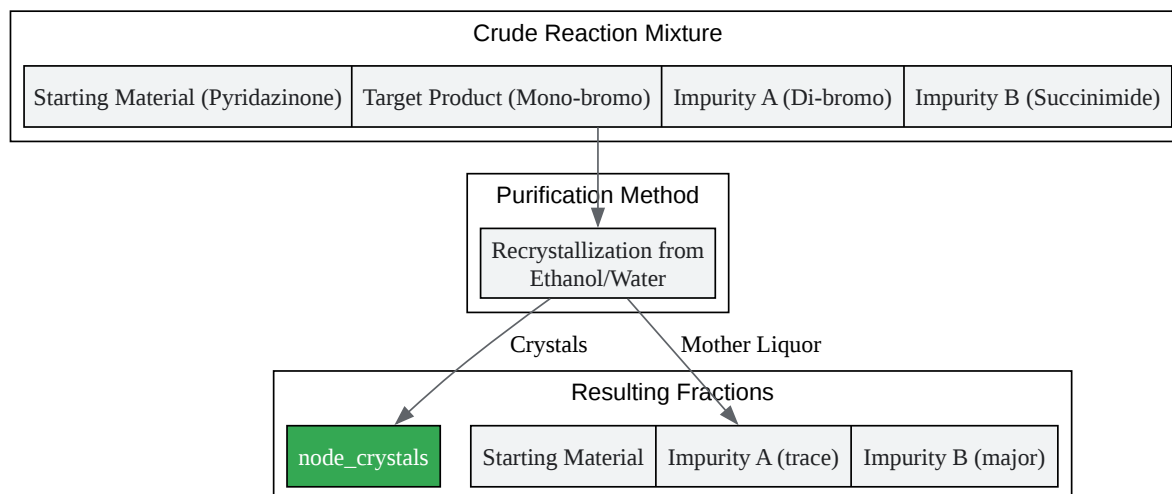 Crude Reaction Mixture
Starting Material (Pyridazinone)
Target Product (Mono-bromo)
Impurity A (Di-bromo)
Impurity B (Succinimide)
Purification Method
Recrystallization from
Ethanol/Water
Crystals
Mother Liquor
Resulting Fractions
node_crystals
Starting Material
Impurity A (trace)
Impurity B (major)